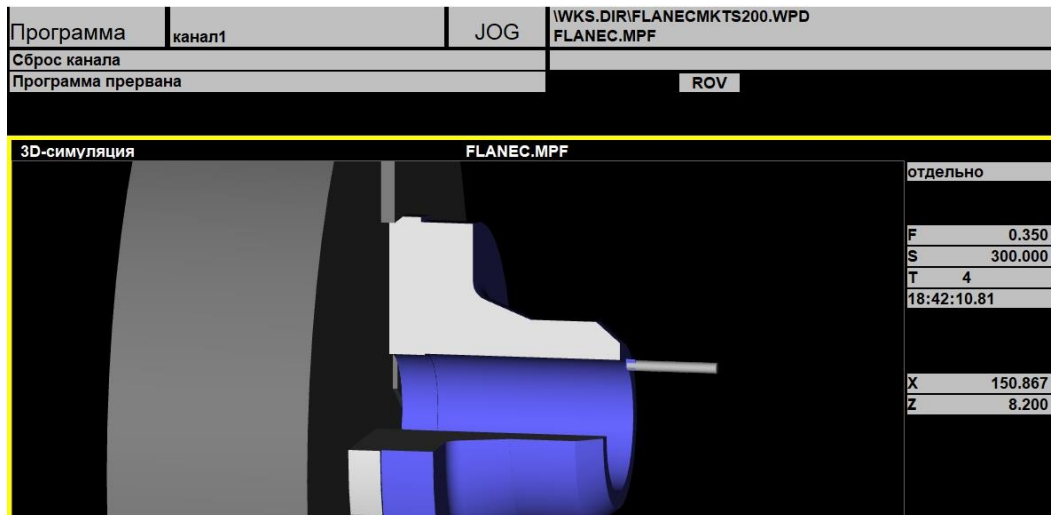 Программа канал1 JOG \WKS.DIR\FLANECMKTS200.WPD
FLANEC.MPF
Сброс канала
Программа прервана ROV
3D-симуляция FLANEC.MPF
отдельно
F 0.350
S 300.000
T 4
18:42:10.81
X 150.867
Z 8.200